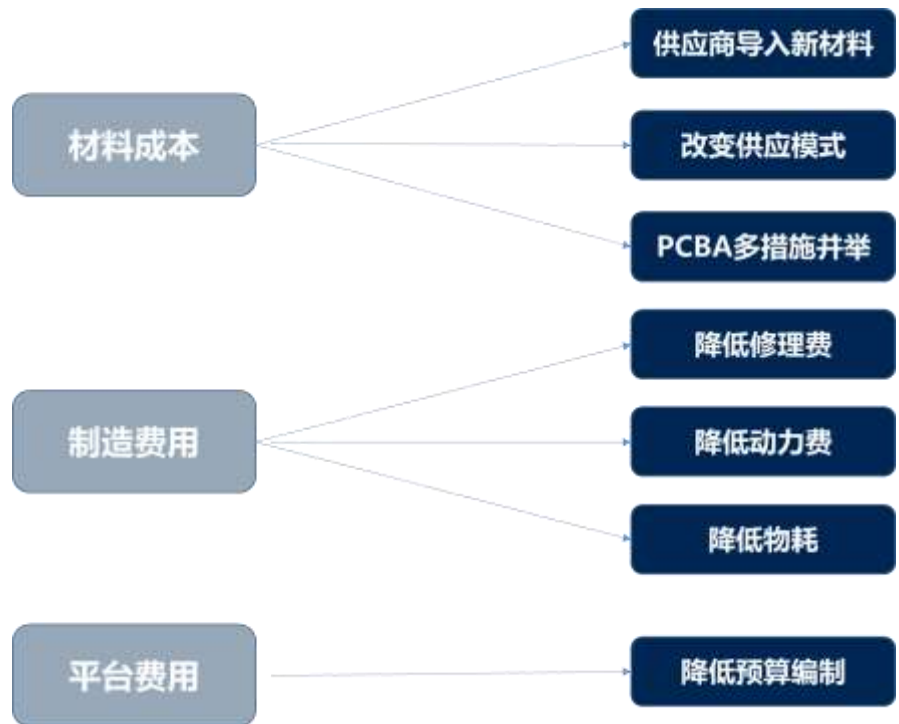 材料成本
供应商导入新材料
改变供应模式
PCBA多措施并举
制造费用
降低修理费
降低动力费
降低物耗
平台费用
降低预算编制